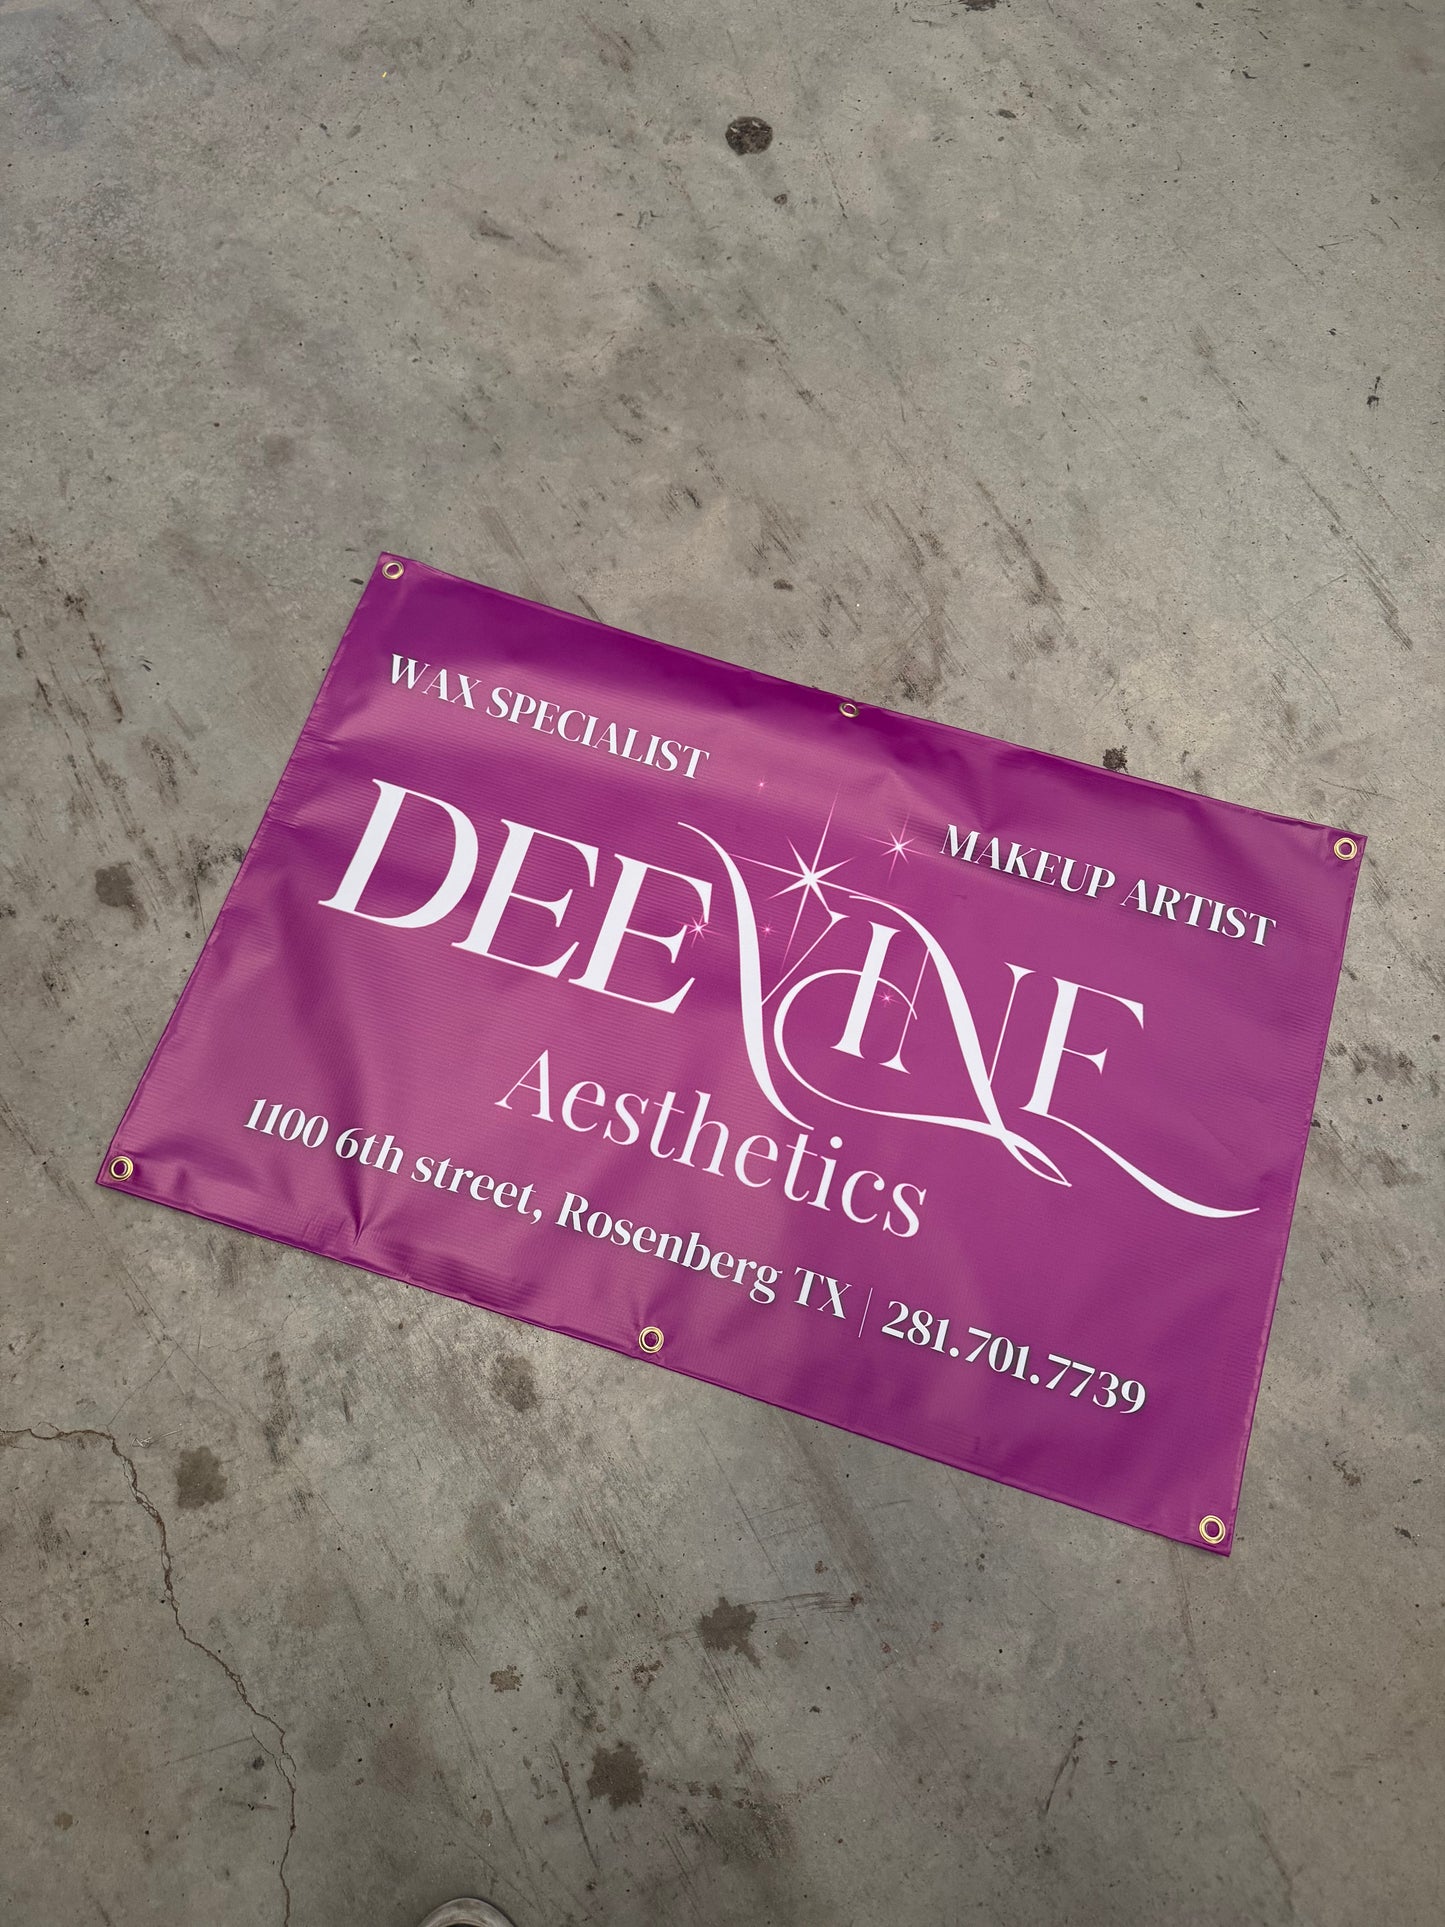 WAX SPECIALIST
MAKEUP ARTIST
DEEVINE
Aesthetics
1100 6th street, Rosenberg TX | 281.701.7739